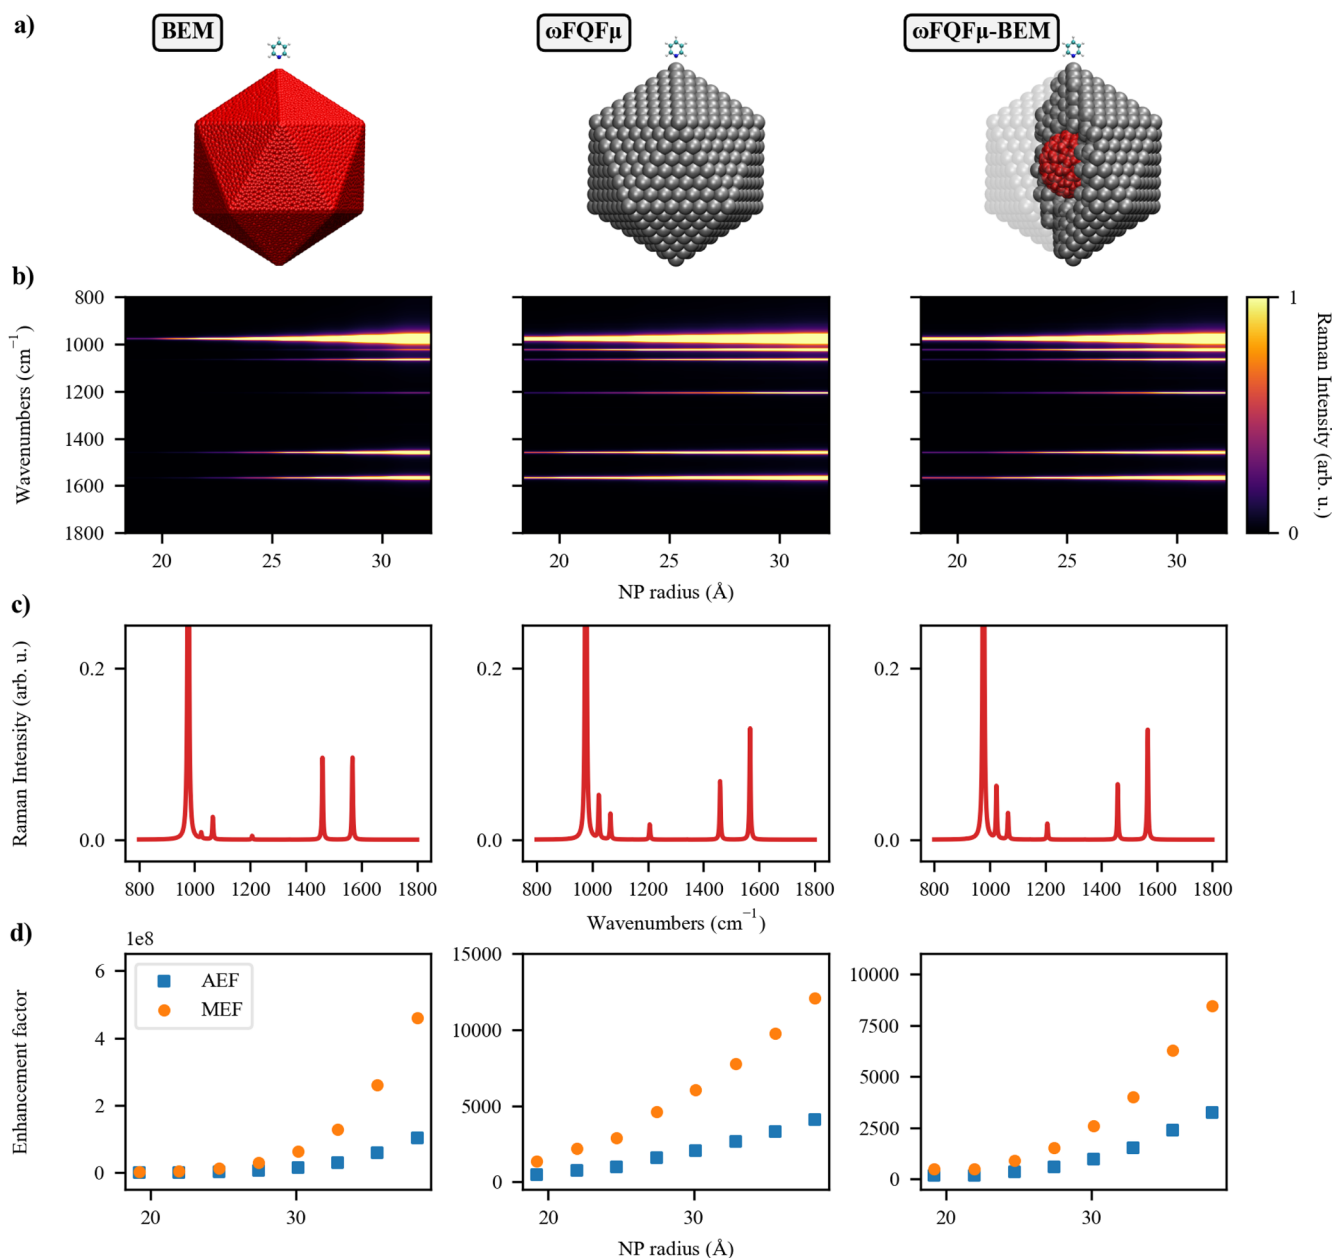 a)
BEM
ωFQFμ
ωFQFμ-BEM
b)
Wavenumbers (cm⁻¹)
800
1000
1200
1400
1600
1800
20
25
30
20
25
30
20
25
30
NP radius (Å)
1
0
Raman Intensity (arb. u.)
c)
Raman Intensity (arb. u.)
0.2
0.0
0.2
0.0
0.2
0.0
800 1000 1200 1400 1600 1800
800 1000 1200 1400 1600 1800
800 1000 1200 1400 1600 1800
Wavenumbers (cm⁻¹)
d)
Enhancement factor
1e8
6
4
2
0
AEF
MEF
20
30
15000
10000
5000
0
20
30
10000
7500
5000
2500
0
20
30
NP radius (Å)